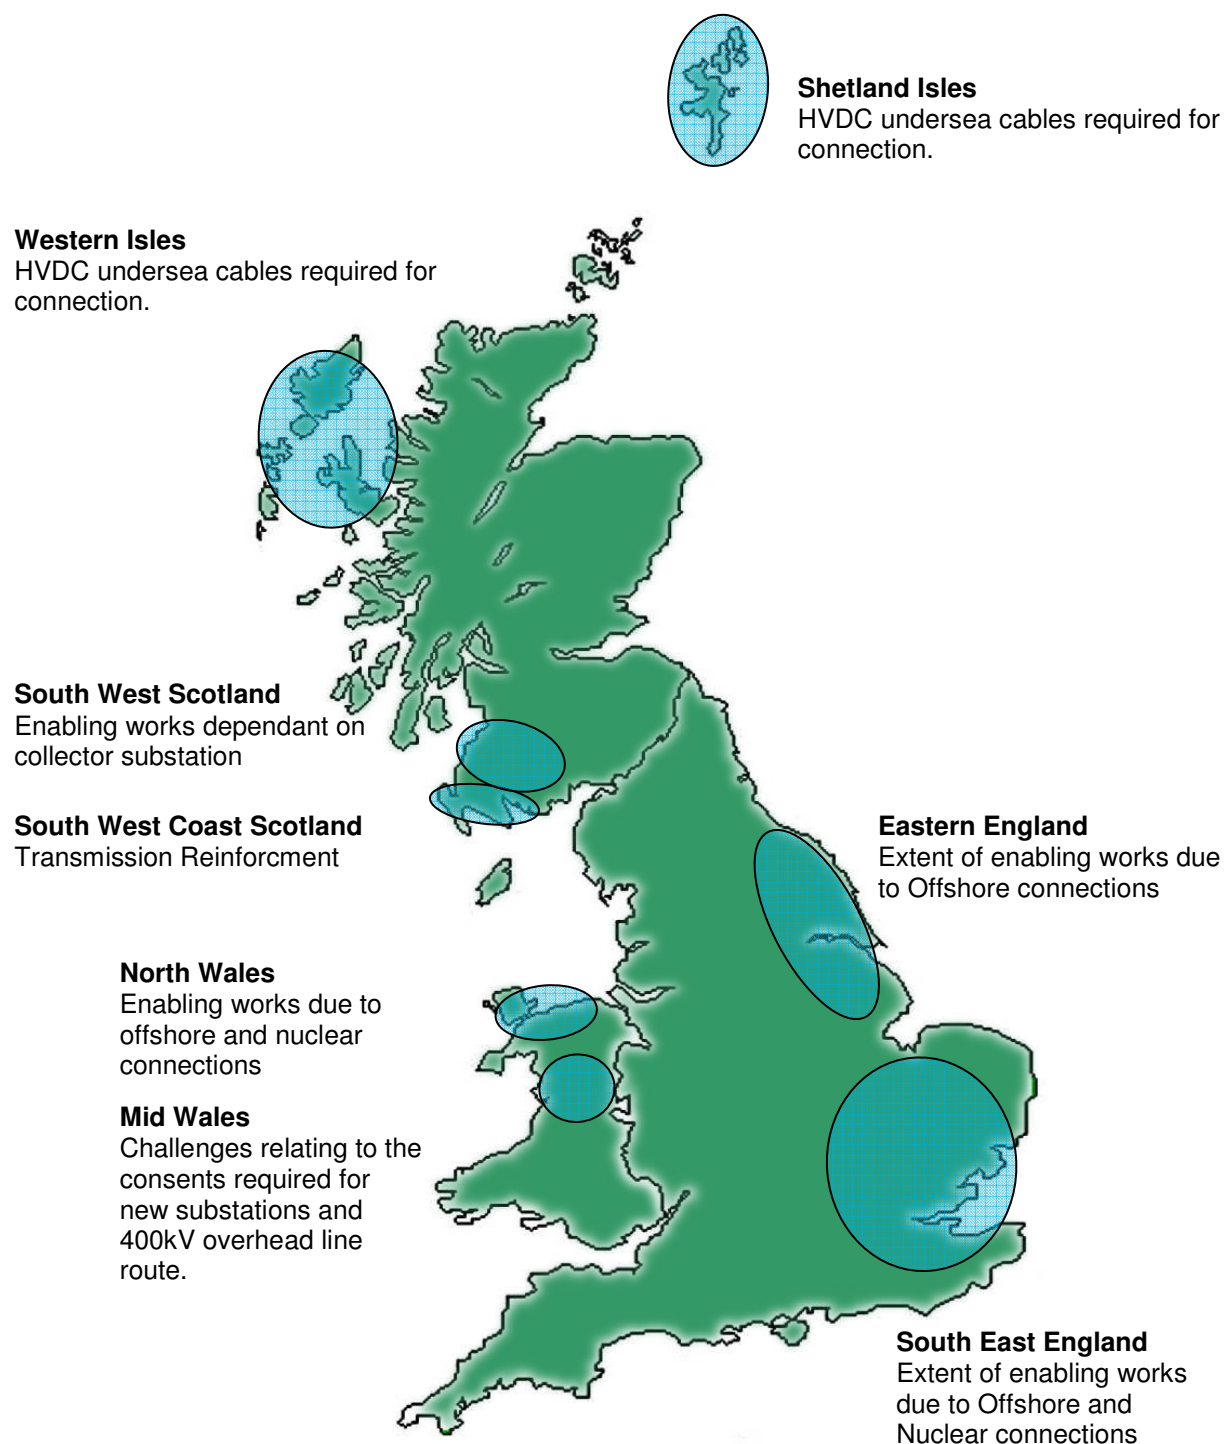 Shetland Isles
HVDC undersea cables required for
connection.
Western Isles
HVDC undersea cables required for
connection.
South West Scotland
Enabling works dependant on
collector substation
South West Coast Scotland
Transmission Reinforcment
Eastern England
Extent of enabling works due
to Offshore connections
North Wales
Enabling works due to
offshore and nuclear
connections
Mid Wales
Challenges relating to the
consents required for
new substations and
400kV overhead line
route.
South East England
Extent of enabling works
due to Offshore and
Nuclear connections